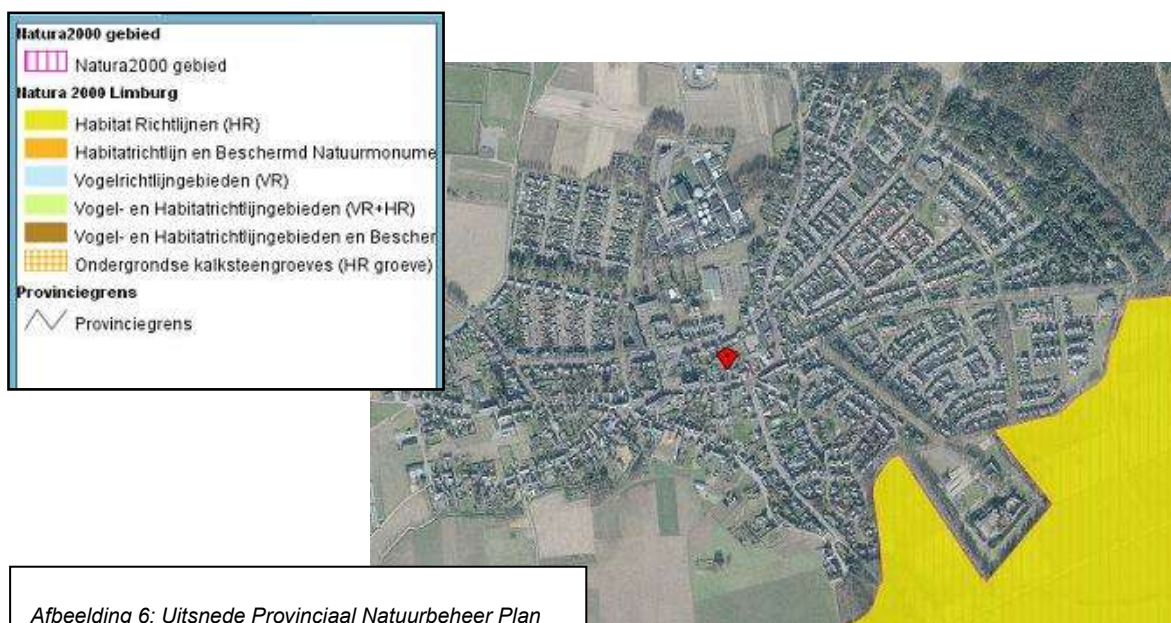 Natura2000 gebied
Natura2000 gebied
Natura 2000 Limburg
Habitat Richtlijnen (HR)
Habitatrichtlijn en Beschermd Natuurmonume
Vogelrichtlijngebieden (VR)
Vogel- en Habitatrichtlijngebieden (VR+HR)
Vogel- en Habitatrichtlijngebieden en Bescher
Ondergrondse kalksteengroeves (HR groeve)
Provinciegrens
Provinciegrens
Afbeelding 6: Uitsnede Provinciaal Natuurbeheer Plan